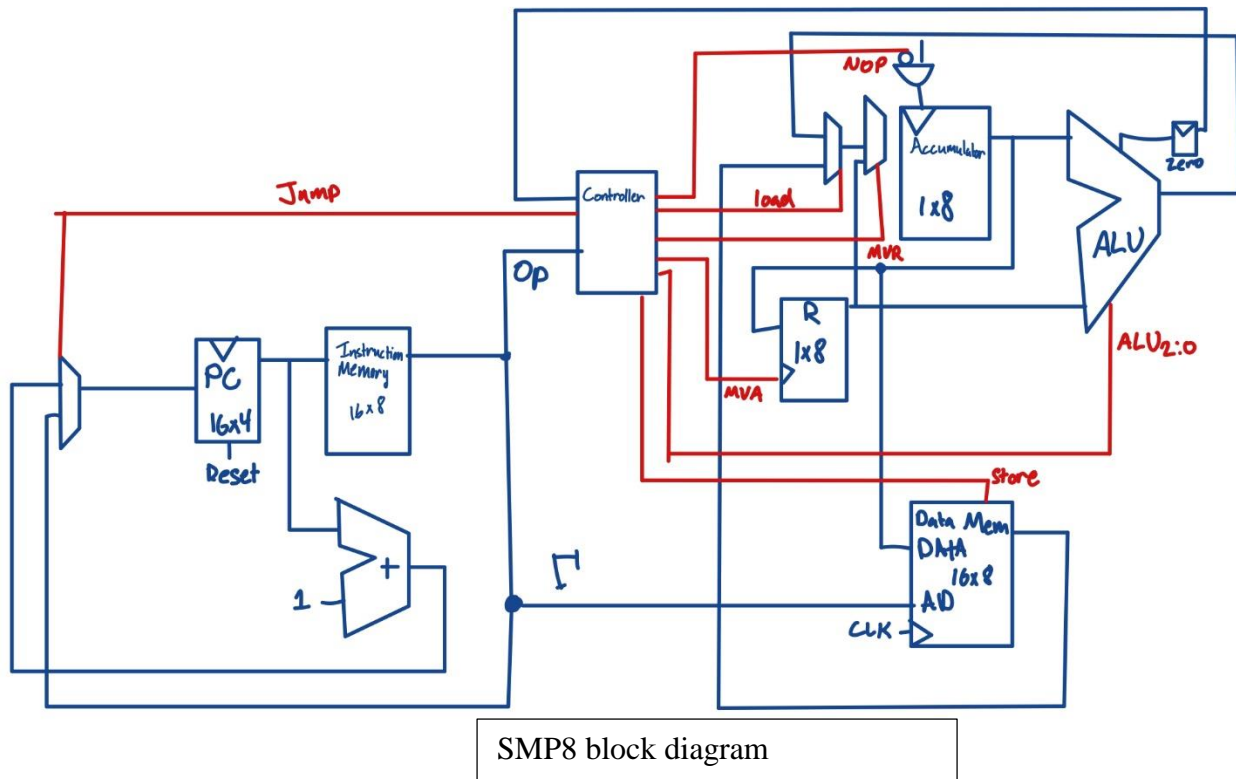 NOP
Jump
Controller
load
Accumulator
1x8
zero
MVR
ALU
Op
R
1x8
MVA
ALU2:0
PC
16x4
Reset
Instruction
Memory
16x8
Store
Data Mem
DATA
16x8
AD
CLK
1
+
SMP8 block diagram